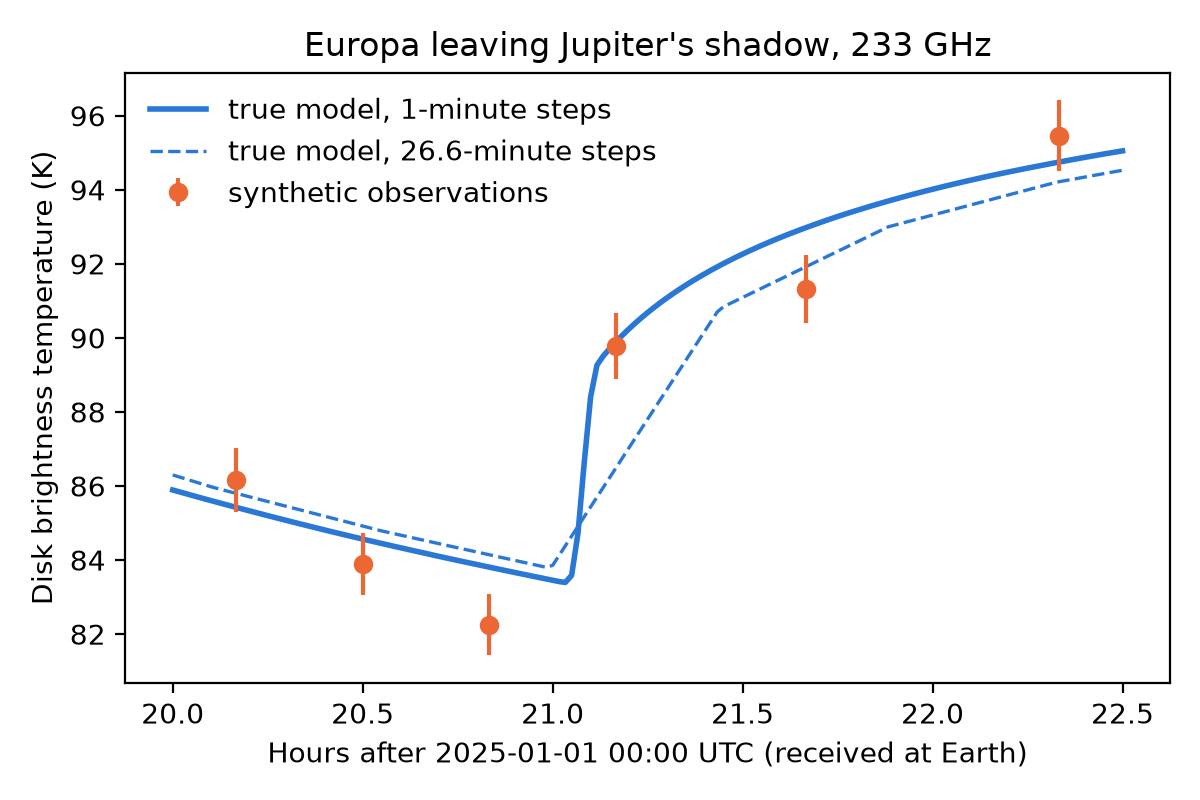 Europa leaving Jupiter's shadow, 233 GHz
true model, 1-minute steps
true model, 26.6-minute steps
synthetic observations
Disk brightness temperature (K)
96
94
92
90
88
86
84
82
20.0 20.5 21.0 21.5 22.0 22.5
Hours after 2025-01-01 00:00 UTC (received at Earth)